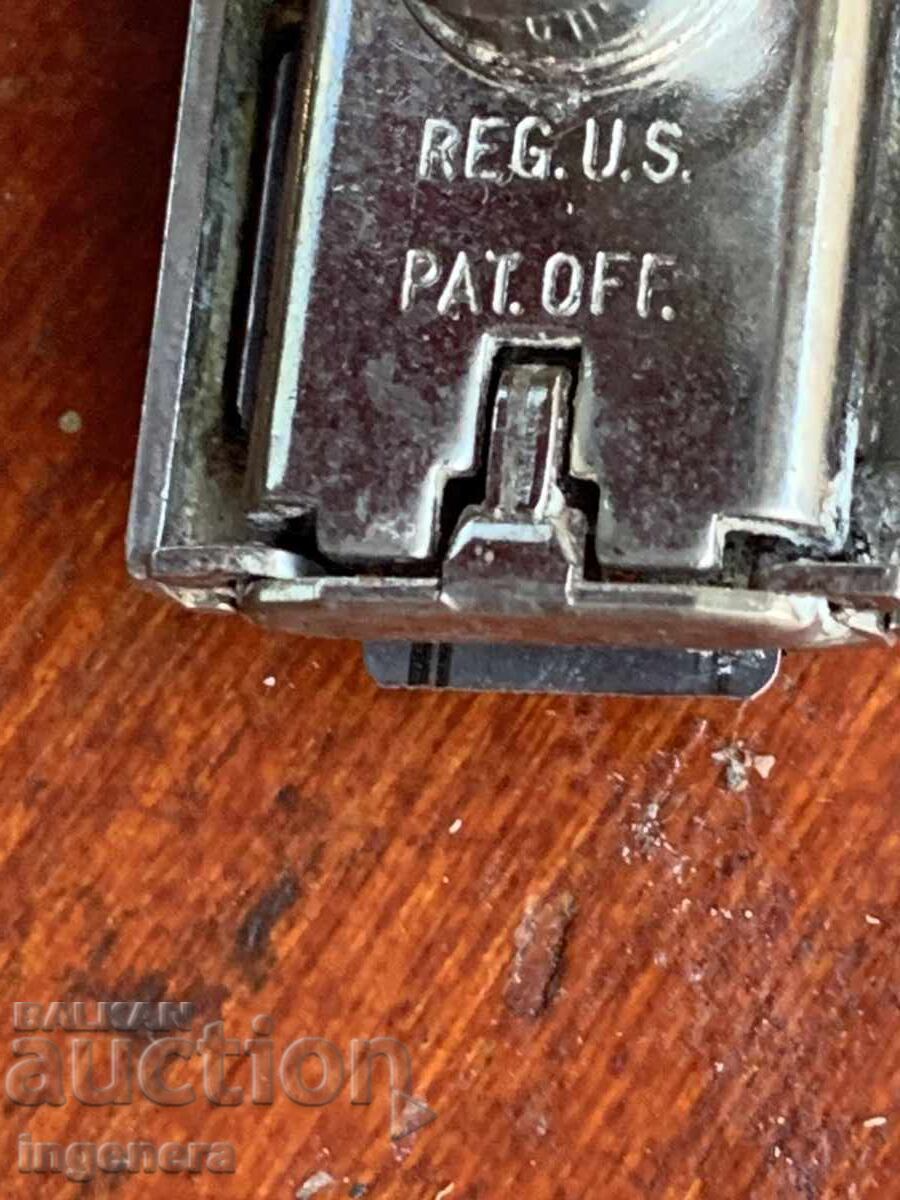 REG. U.S.
PAT. OFF.
BALKAN
auction
ingenera